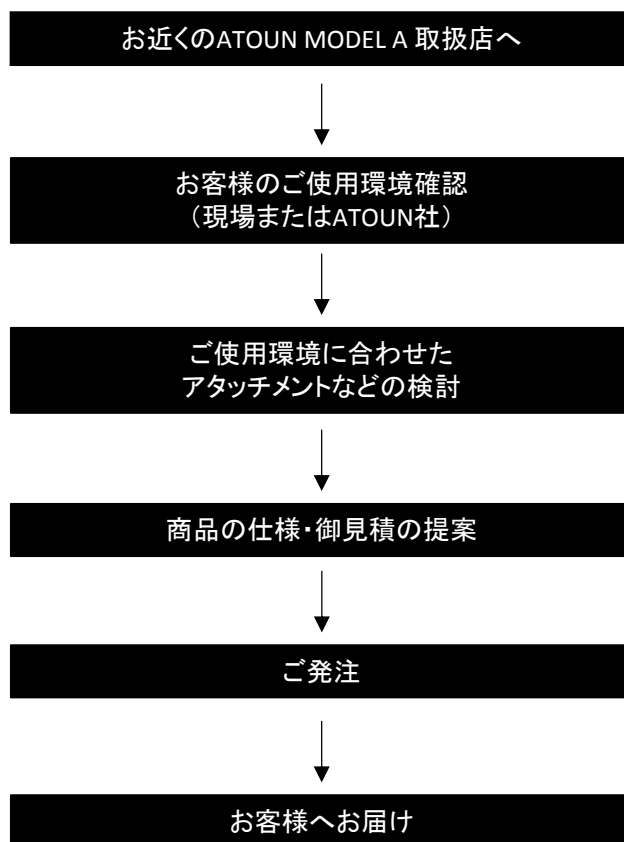 お近くのATOUN MODEL A 取扱店へ
お客様のご使用環境確認
（現場またはATOUN社）
ご使用環境に合わせた
アタッチメントなどの検討
商品の仕様・御見積の提案
ご発注
お客様へお届け